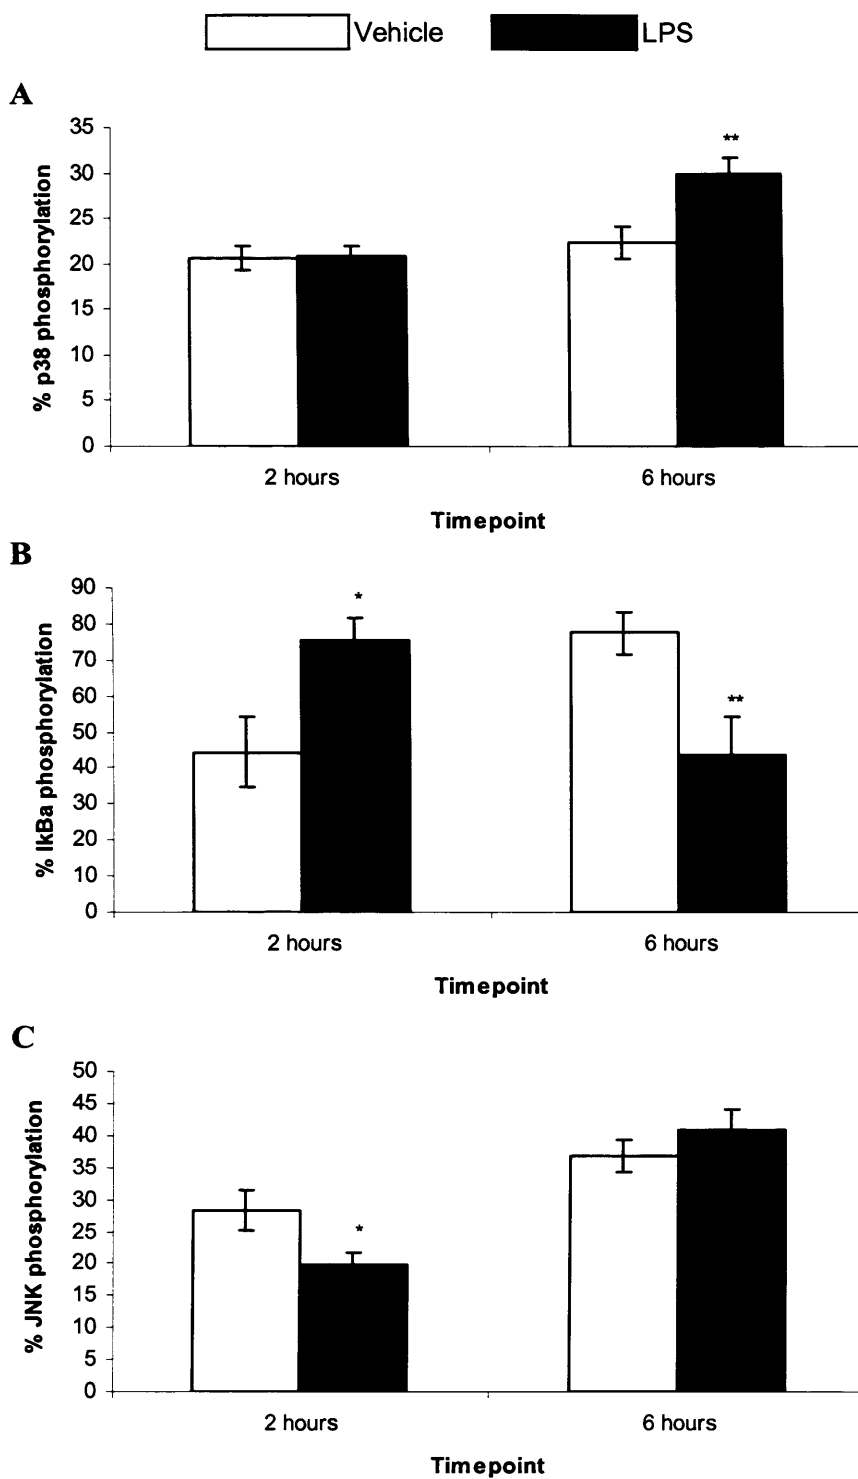 Vehicle LPS
A
% p38 phosphorylation
35
30
25
20
15
10
5
0
**
2 hours 6 hours
Timepoint
B
% IkBa phosphorylation
90
80
70
60
50
40
30
20
10
0
*
**
2 hours 6 hours
Timepoint
C
% JNK phosphorylation
50
45
40
35
30
25
20
15
10
5
0
*
2 hours 6 hours
Timepoint